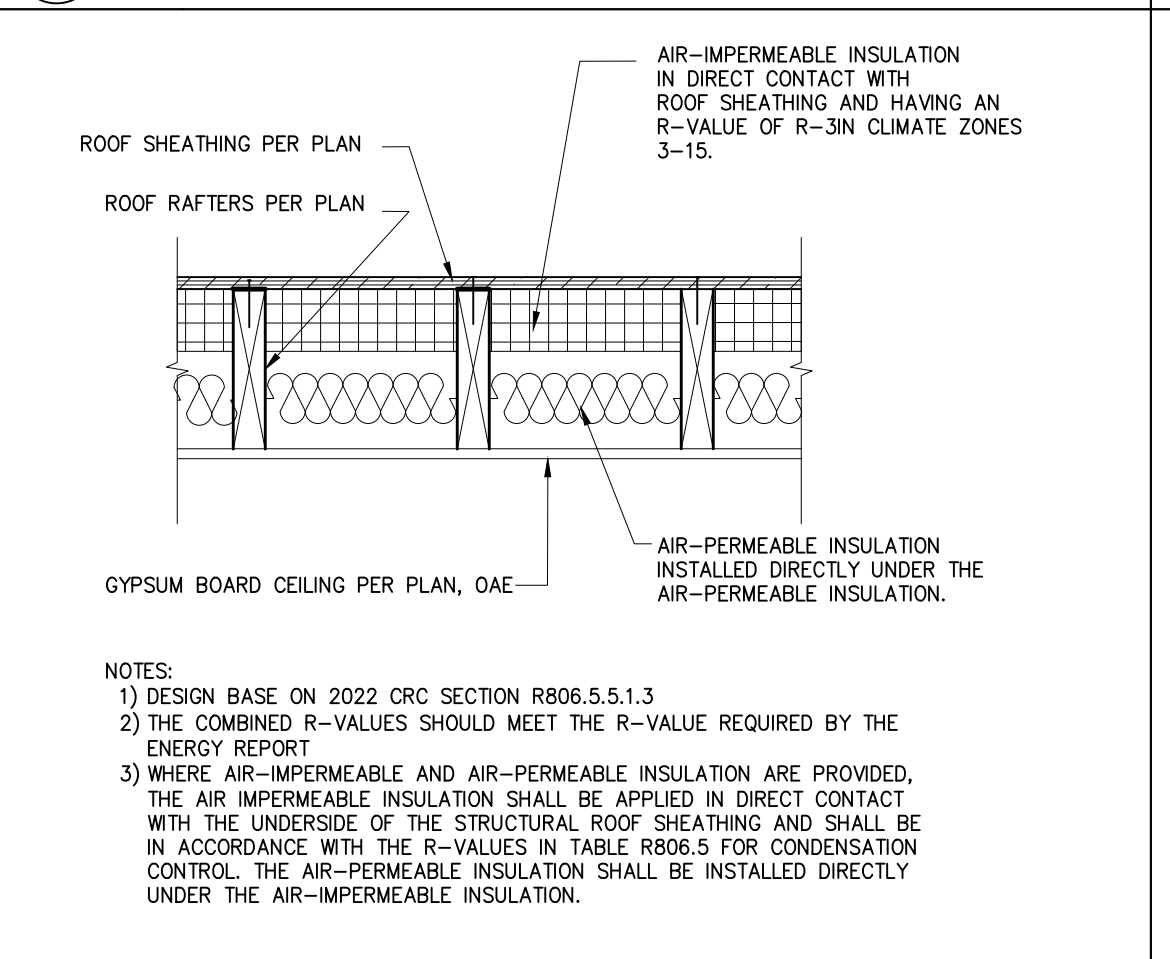 AIR-IMPERMEABLE INSULATION
IN DIRECT CONTACT WITH
ROOF SHEATHING AND HAVING AN
R-VALUE OF R-3IN CLIMATE ZONES
3-15.
ROOF SHEATHING PER PLAN
ROOF RAFTERS PER PLAN
AIR-PERMEABLE INSULATION
INSTALLED DIRECTLY UNDER THE
AIR-PERMEABLE INSULATION.
GYPSUM BOARD CEILING PER PLAN, OAE
NOTES:
1) DESIGN BASE ON 2022 CRC SECTION R806.5.5.1.3
2) THE COMBINED R-VALUES SHOULD MEET THE R-VALUE REQUIRED BY THE
ENERGY REPORT
3) WHERE AIR-IMPERMEABLE AND AIR-PERMEABLE INSULATION ARE PROVIDED,
THE AIR IMPERMEABLE INSULATION SHALL BE APPLIED IN DIRECT CONTACT
WITH THE UNDERSIDE OF THE STRUCTURAL ROOF SHEATHING AND SHALL BE
IN ACCORDANCE WITH THE R-VALUES IN TABLE R806.5 FOR CONDENSATION
CONTROL. THE AIR-PERMEABLE INSULATION SHALL BE INSTALLED DIRECTLY
UNDER THE AIR-IMPERMEABLE INSULATION.